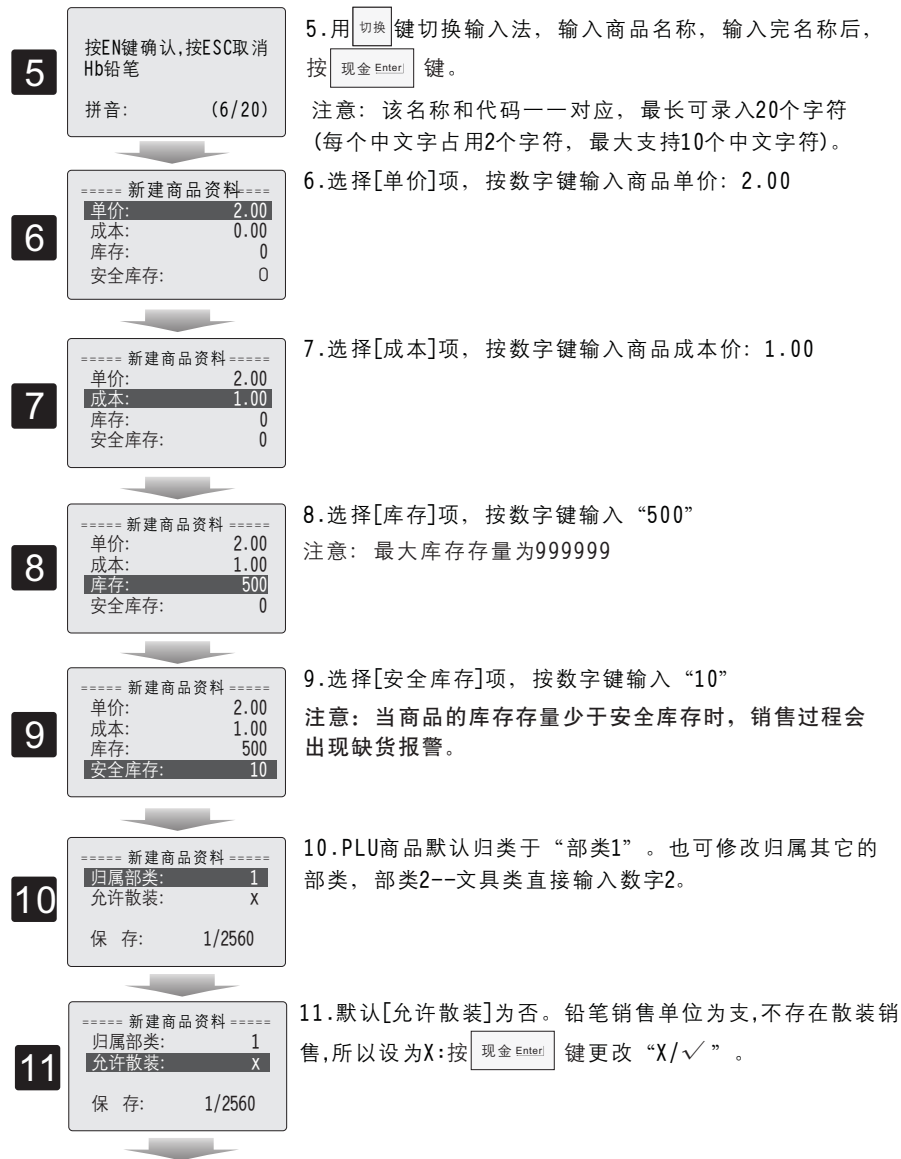 5
按EN键确认,按ESC取消
Hb铅笔
拼音: (6/20)
5.用 切换 键切换输入法，输入商品名称，输入完名称后，
按 现金 Enter 键。
注意：该名称和代码一一对应，最长可录入20个字符
(每个中文字占用2个字符，最大支持10个中文字符)。
6
===== 新建商品资料====
单价: 2.00
成本: 0.00
库存: 0
安全库存: 0
6.选择[单价]项，按数字键输入商品单价：2.00
7
===== 新建商品资料=====
单价: 2.00
成本: 1.00
库存: 0
安全库存: 0
7.选择[成本]项，按数字键输入商品成本价：1.00
8
===== 新建商品资料 =====
单价: 2.00
成本: 1.00
库存: 500
安全库存: 0
8.选择[库存]项，按数字键输入“500”
注意：最大库存存量为999999
9
===== 新建商品资料 =====
单价: 2.00
成本: 1.00
库存: 500
安全库存: 10
9.选择[安全库存]项，按数字键输入“10”
注意：当商品的库存存量少于安全库存时，销售过程会
出现缺货报警。
10
===== 新建商品资料 =====
归属部类: 1
允许散装: x
保 存: 1/2560
10.PLU商品默认归类于“部类1”。也可修改归属其它的
部类，部类2--文具类直接输入数字2。
11
===== 新建商品资料 =====
归属部类: 1
允许散装: x
保 存: 1/2560
11.默认[允许散装]为否。铅笔销售单位为支,不存在散装销
售,所以设为X:按 现金 Enter 键更改“X/√”。